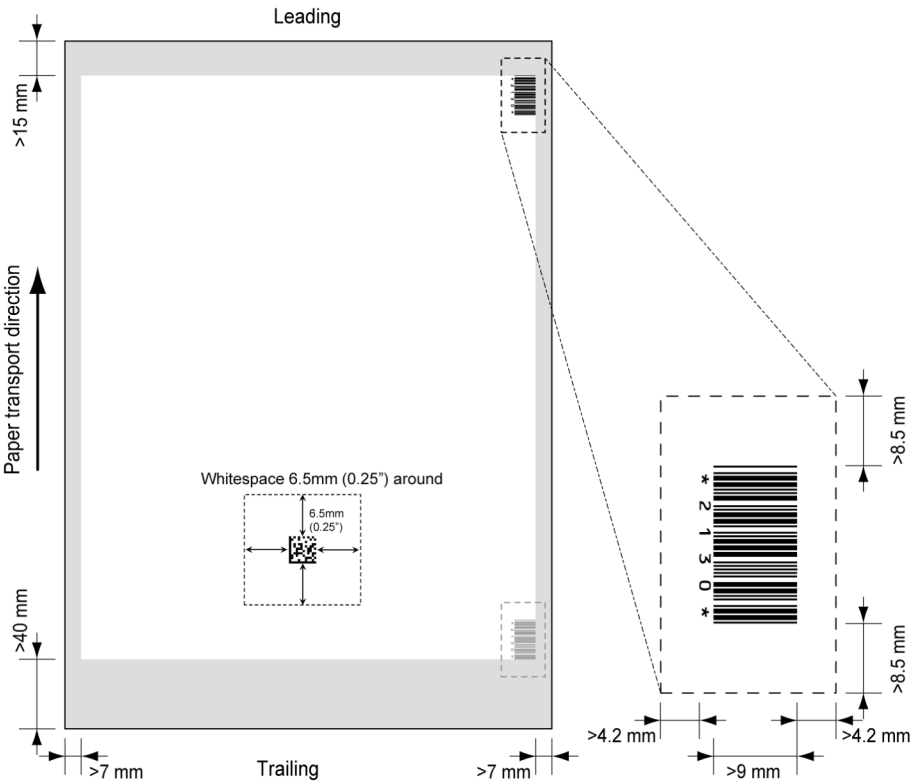 Leading
>15 mm
Paper transport direction
Whitespace 6.5mm (0.25”) around
6.5mm
(0.25”)
>40 mm
>7 mm
Trailing
>7 mm
>8.5 mm
*2130*
>8.5 mm
>4.2 mm
>9 mm
>4.2 mm